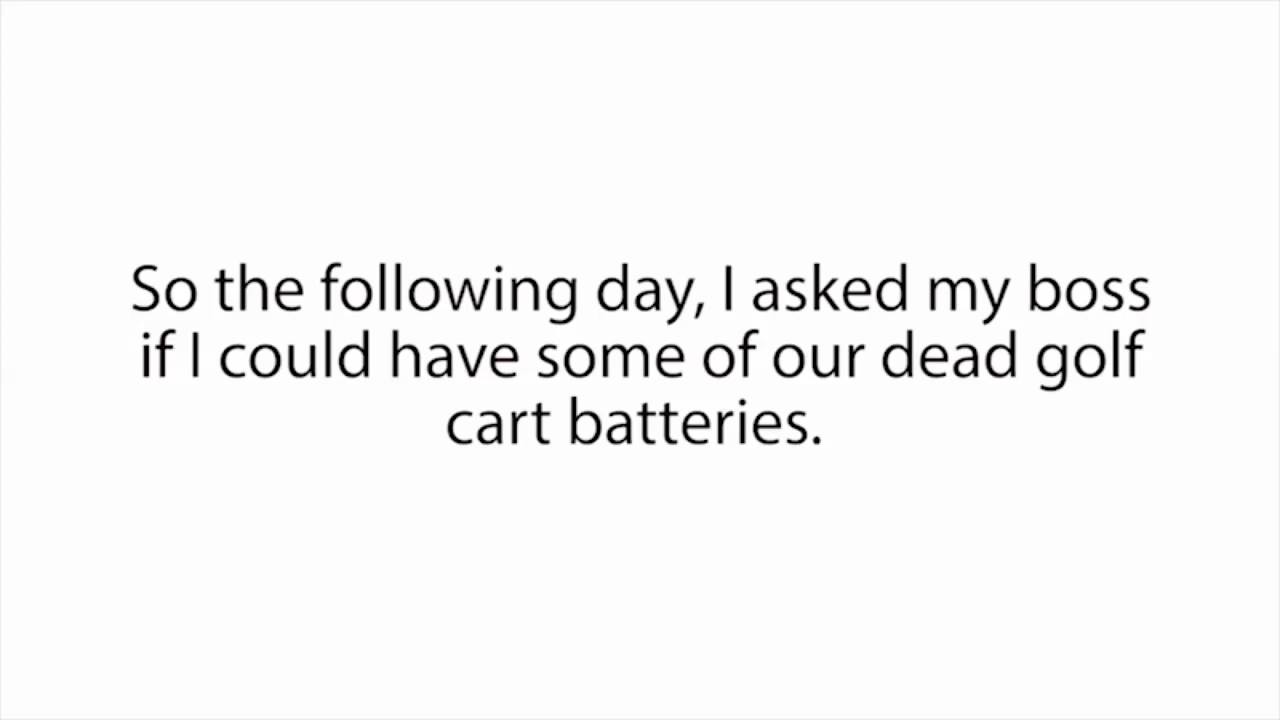 So the following day, I asked my boss
if I could have some of our dead golf
cart batteries.